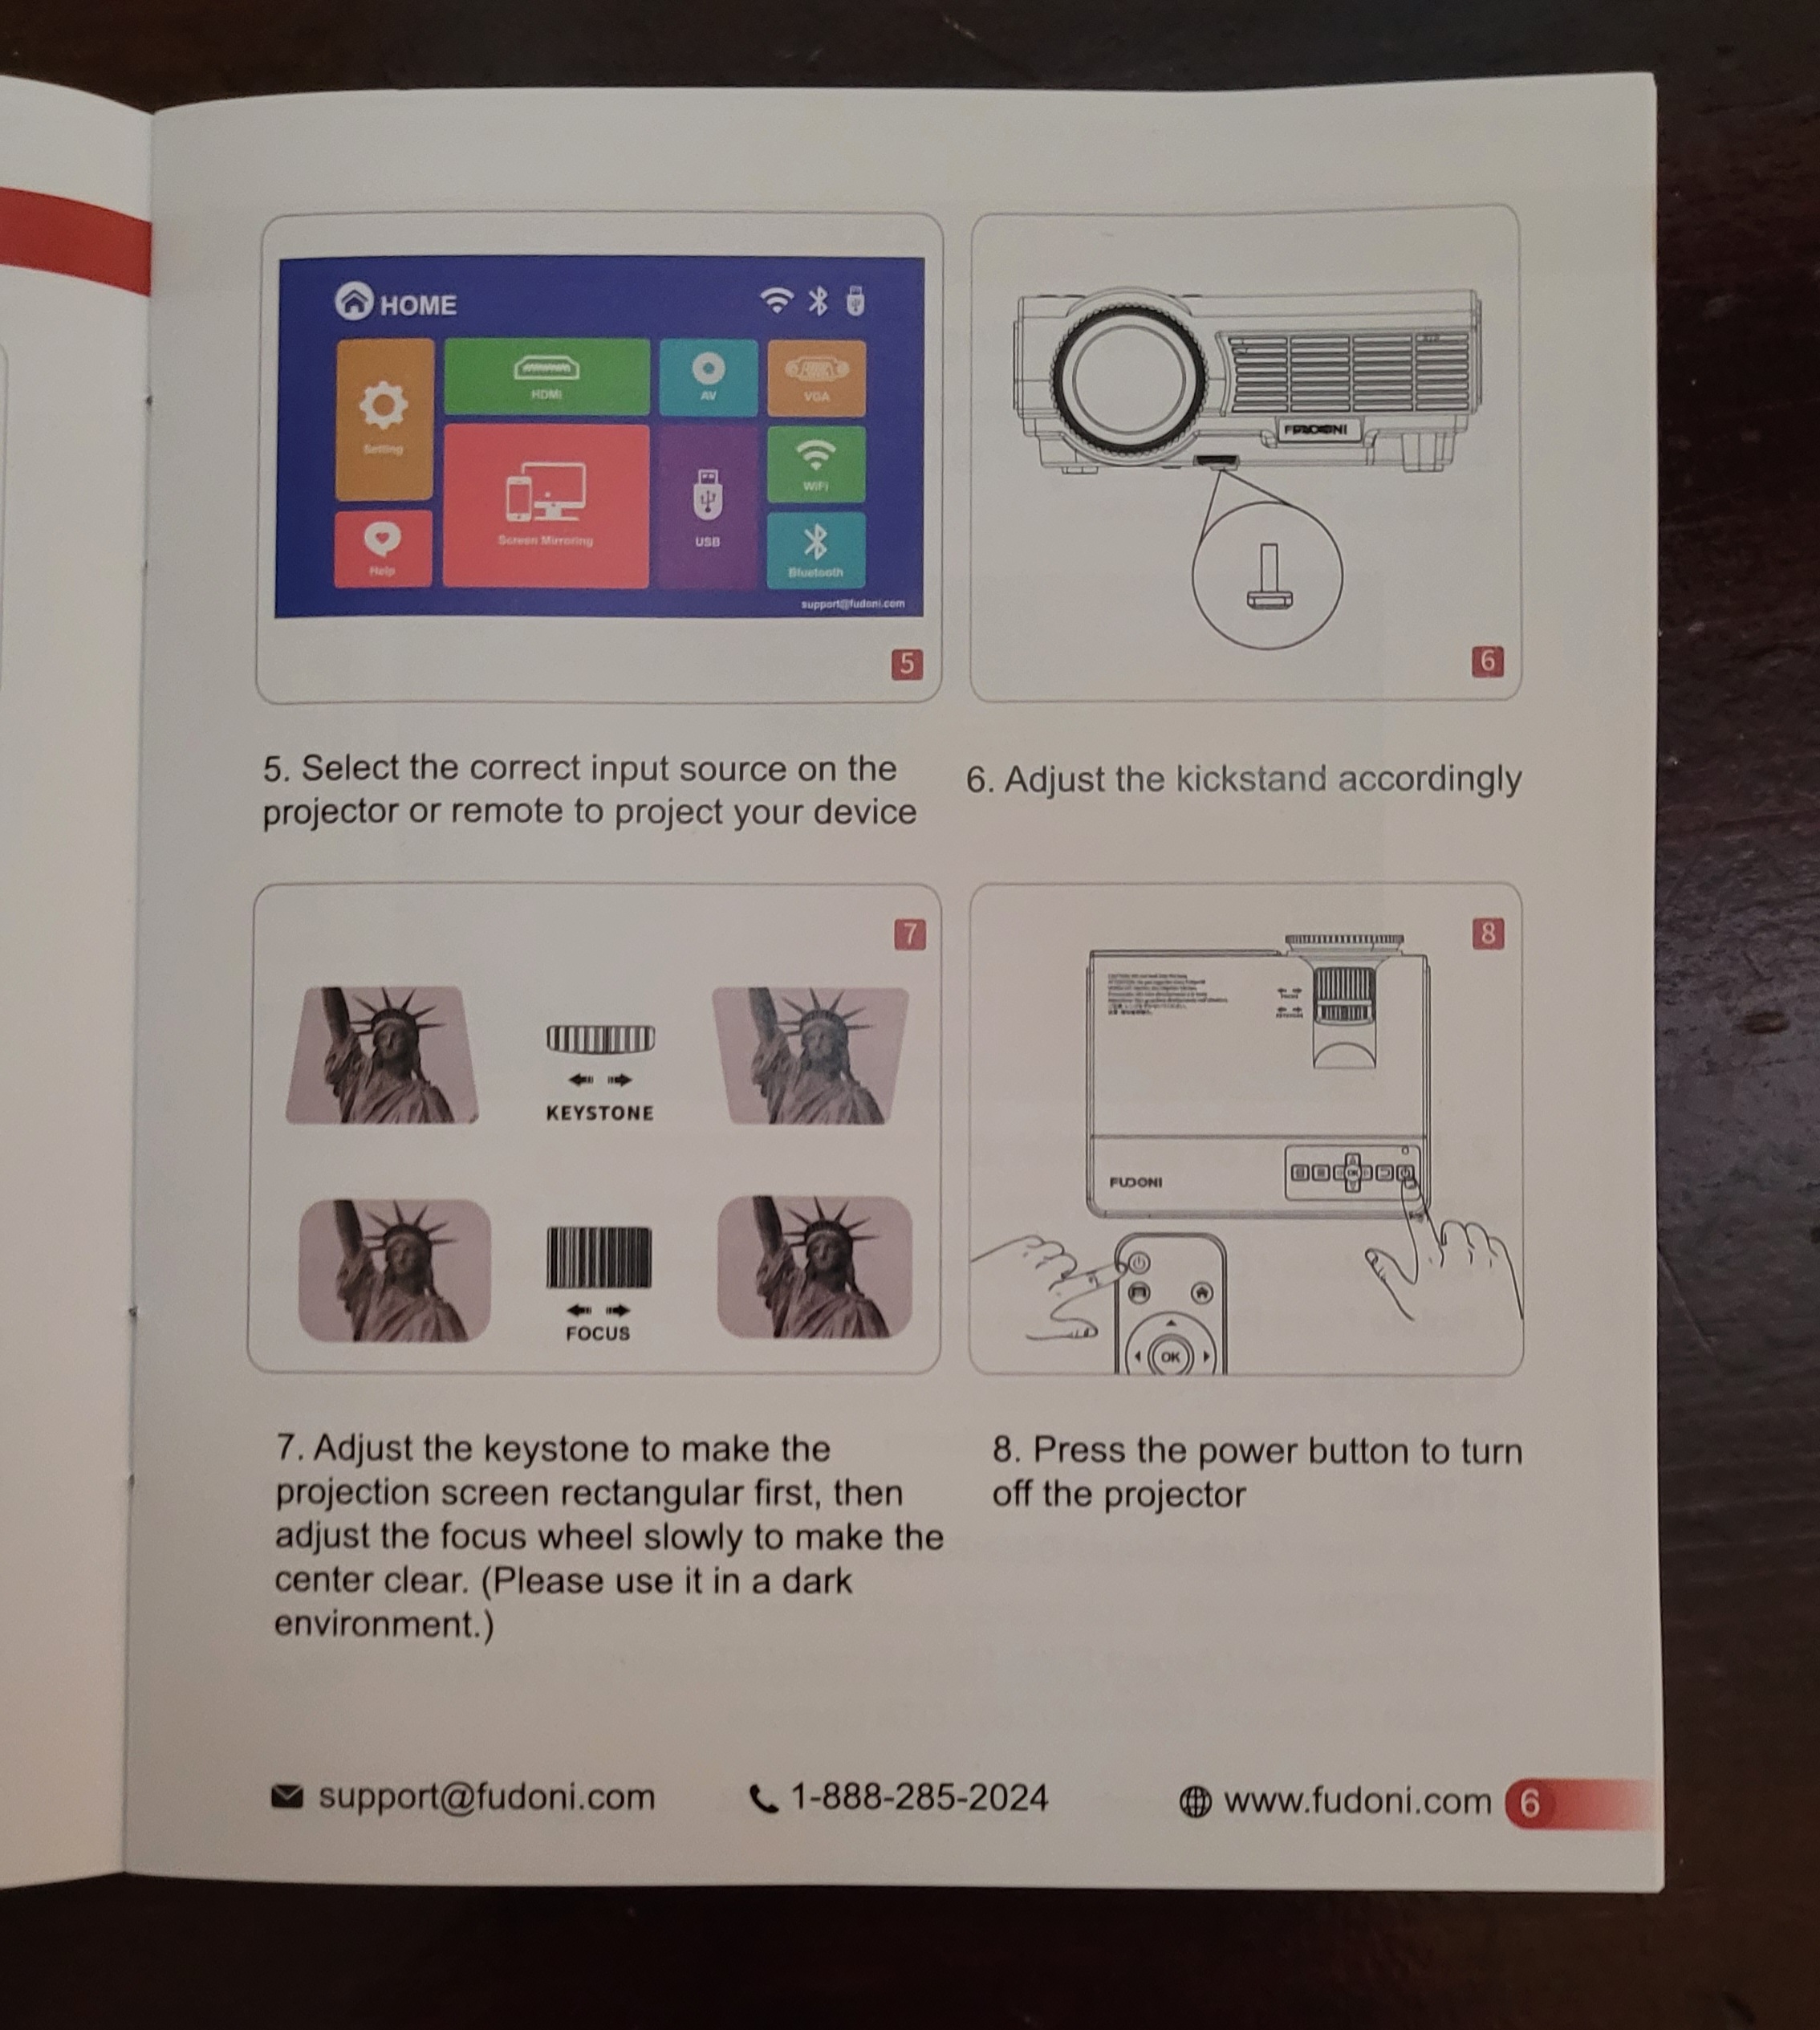 HOME
HDMI
AV
VGA
Setting
WiFi
Screen Mirroring
USB
Help
Bluetooth
support@fudoni.com
5
FUDONI
6
5. Select the correct input source on the
projector or remote to project your device
6. Adjust the kickstand accordingly
7
KEYSTONE
FOCUS
8
FUDONI
OK
OK
7. Adjust the keystone to make the
projection screen rectangular first, then
adjust the focus wheel slowly to make the
center clear. (Please use it in a dark
environment.)
8. Press the power button to turn
off the projector
support@fudoni.com
1-888-285-2024
www.fudoni.com
6